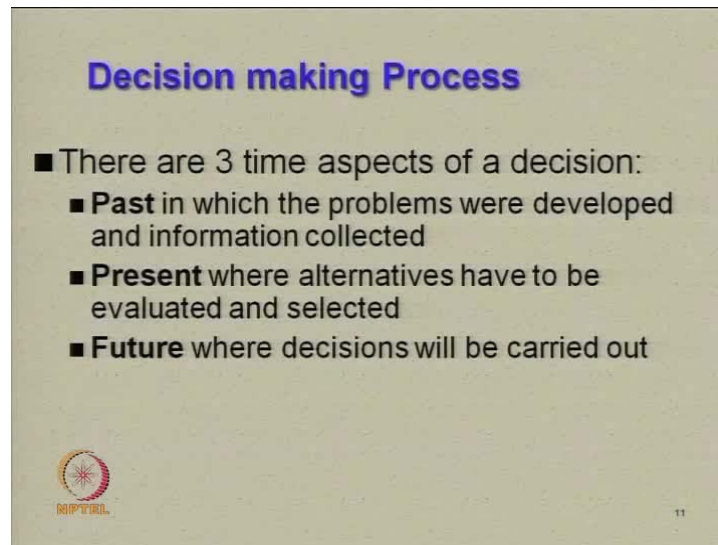 Decision making Process
■ There are 3 time aspects of a decision:
■ Past in which the problems were developed
and information collected
■ Present where alternatives have to be
evaluated and selected
■ Future where decisions will be carried out
NPTEL
11